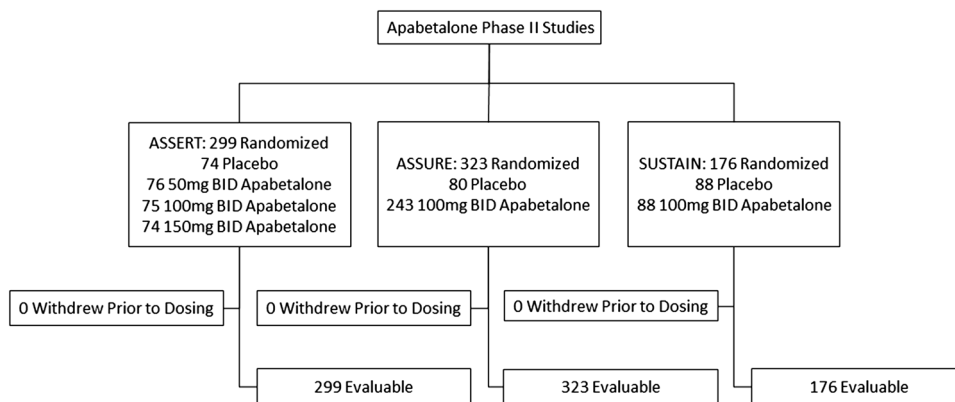 Apabetalone Phase II Studies
ASSERT: 299 Randomized
74 Placebo
76 50mg BID Apabetalone
75 100mg BID Apabetalone
74 150mg BID Apabetalone
ASSURE: 323 Randomized
80 Placebo
243 100mg BID Apabetalone
SUSTAIN: 176 Randomized
88 Placebo
88 100mg BID Apabetalone
0 Withdrew Prior to Dosing
0 Withdrew Prior to Dosing
0 Withdrew Prior to Dosing
299 Evaluable
323 Evaluable
176 Evaluable